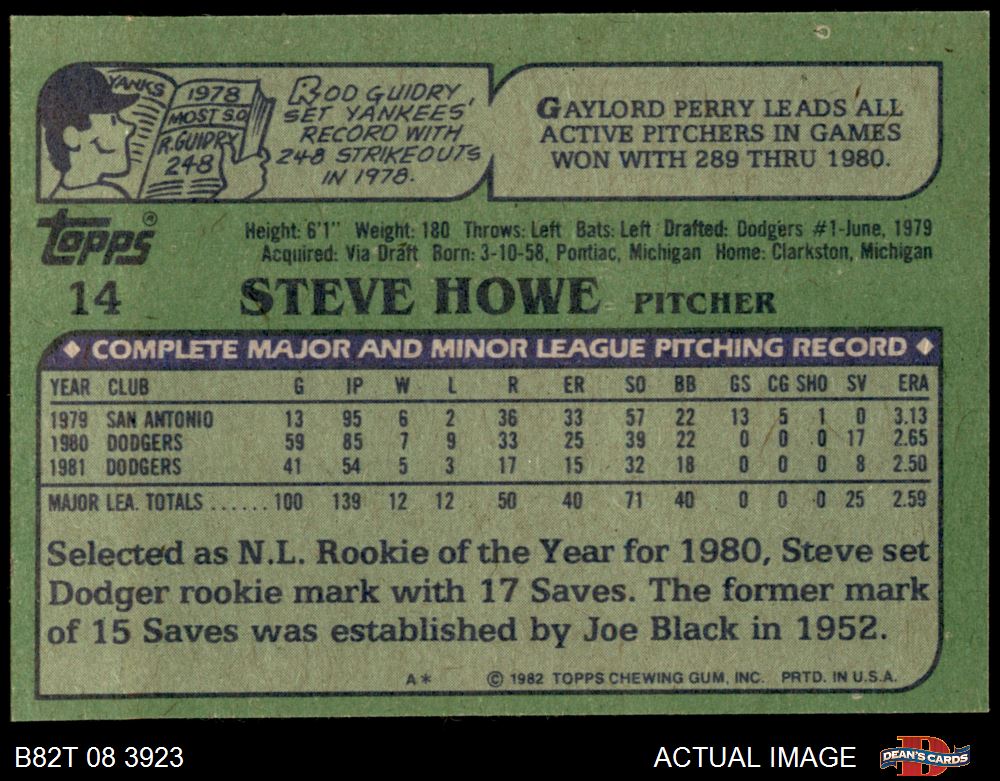 YANKS
1978
MOST S.O.
R. GUIDRY
248
ROD GUIDRY
SET YANKEES'
RECORD WITH
248 STRIKEOUTS
IN 1978.
GAYLORD PERRY LEADS ALL
ACTIVE PITCHERS IN GAMES
WON WITH 289 THRU 1980.
topps®
Height: 6'1" Weight: 180 Throws: Left Bats: Left Drafted: Dodgers #1-June, 1979
Acquired: Via Draft Born: 3-10-58, Pontiac, Michigan Home: Clarkston, Michigan
14 STEVE HOWE PITCHER
COMPLETE MAJOR AND MINOR LEAGUE PITCHING RECORD
YEAR CLUB G IP W L R ER SO BB GS CG SHO SV ERA
1979 SAN ANTONIO 13 95 6 2 36 33 57 22 13 5 1 0 3.13
1980 DODGERS 59 85 7 9 33 25 39 22 0 0 0 17 2.65
1981 DODGERS 41 54 5 3 17 15 32 18 0 0 0 8 2.50
MAJOR LEA. TOTALS ...... 100 139 12 12 50 40 71 40 0 0 0 25 2.59
Selected as N.L. Rookie of the Year for 1980, Steve set
Dodger rookie mark with 17 Saves. The former mark
of 15 Saves was established by Joe Black in 1952.
A* © 1982 TOPPS CHEWING GUM, INC. PRTD. IN U.S.A.
B82T 08 3923 ACTUAL IMAGE DEAN'S CARDS